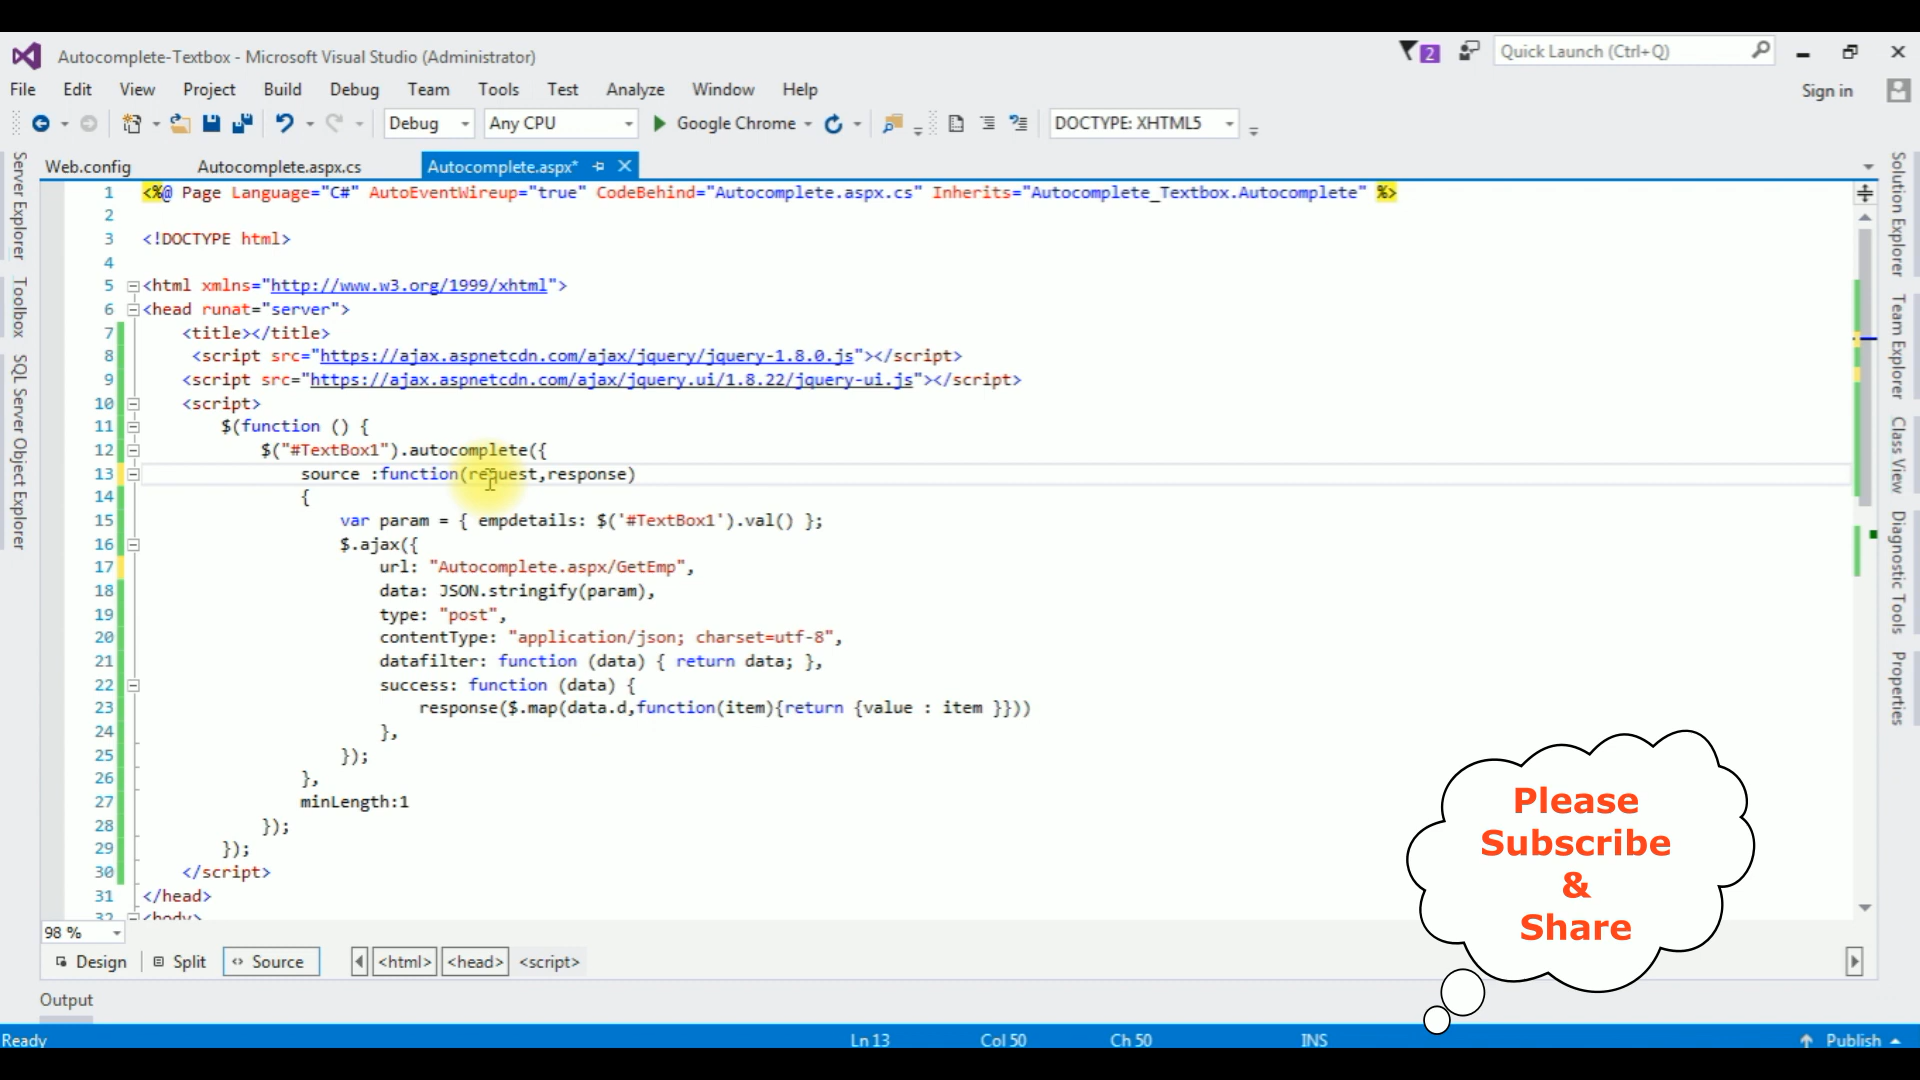 Autocomplete-Textbox - Microsoft Visual Studio (Administrator)
2
Quick Launch (Ctrl+Q)
File Edit View Project Build Debug Team Tools Test Analyze Window Help
Sign in
Debug Any CPU Google Chrome DOCTYPE: XHTML5
Web.config Autocomplete.aspx.cs Autocomplete.aspx*
Server Explorer
Toolbox
SQL Server Object Explorer
1 <%@ Page Language="C#" AutoEventWireup="true" CodeBehind="Autocomplete.aspx.cs" Inherits="Autocomplete_Textbox.Autocomplete" %>
2
3 <!DOCTYPE html>
4
5 <html xmlns="http://www.w3.org/1999/xhtml">
6 <head runat="server">
7 <title></title>
8 <script src="https://ajax.aspnetcdn.com/ajax/jquery/jquery-1.8.0.js"></script>
9 <script src="https://ajax.aspnetcdn.com/ajax/jquery.ui/1.8.22/jquery-ui.js"></script>
10 <script>
11 $(function () {
12 $("#TextBox1").autocomplete({
13 source :function(request,response)
14 {
15 var param = { empdetails: $('#TextBox1').val() };
16 $.ajax({
17 url: "Autocomplete.aspx/GetEmp",
18 data: JSON.stringify(param),
19 type: "post",
20 contentType: "application/json; charset=utf-8",
21 datafilter: function (data) { return data; },
22 success: function (data) {
23 response($.map(data.d,function(item){return {value : item }}))
24 },
25 });
26 },
27 minLength:1
28 });
29 });
30 </script>
31 </head>
32 <body>
Solution Explorer
Team Explorer
Class View
Diagnostic Tools
Properties
Please
Subscribe
&
Share
98 %
Design Split Source <html> <head> <script>
Output
Ready Ln 13 Col 50 Ch 50 INS Publish